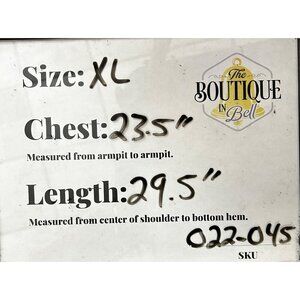 Size: XL
The
BOUTIQUE
IN
Bell
Chest: 23.5"
Measured from armpit to armpit.
Length: 29.5"
Measured from center of shoulder to bottom hem.
022-045
SKU